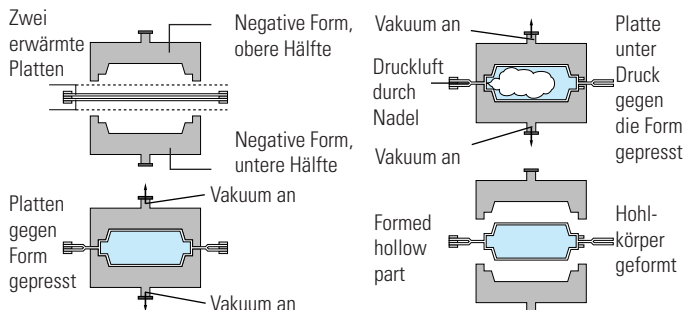 Zwei
erwärmte
Platten
Negative Form,
obere Hälfte
Negative Form,
untere Hälfte
Vakuum an
Druckluft
durch
Nadel
Vakuum an
Platte
unter
Druck
gegen
die Form
gepresst
Platten
gegen
Form
gepresst
Vakuum an
Vakuum an
Formed
hollow
part
Hohl-
körper
geformt